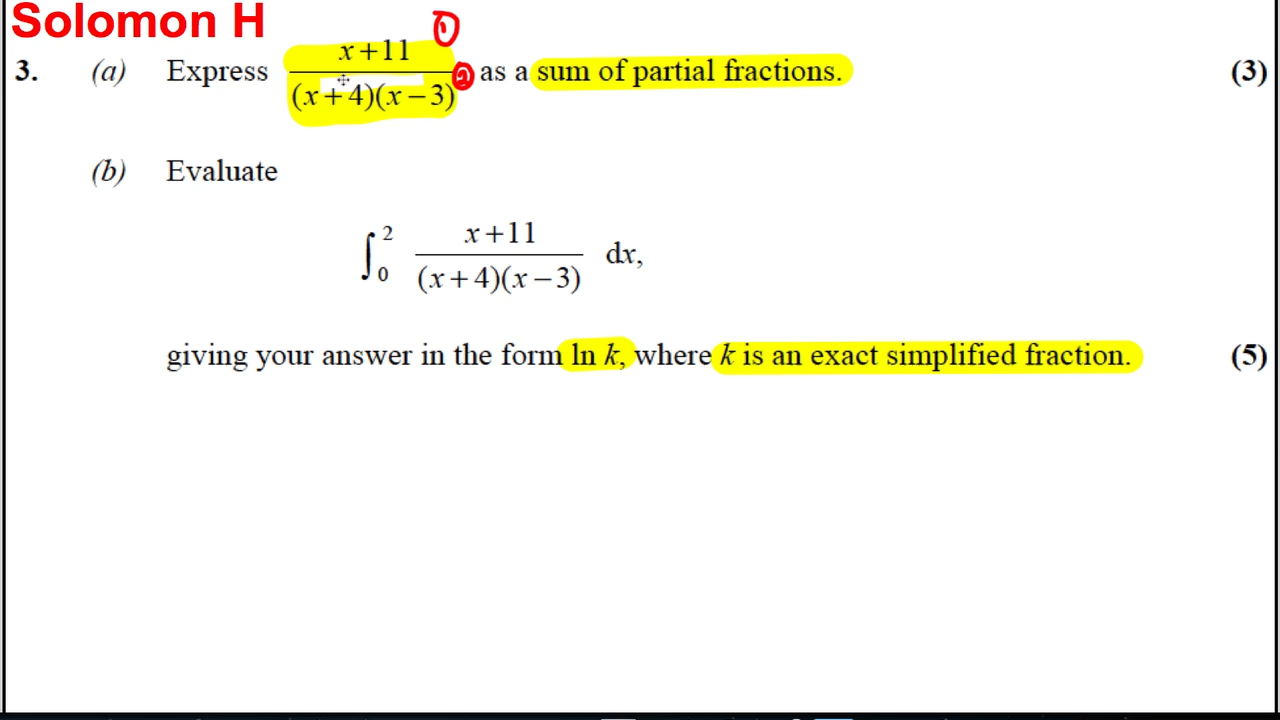 Solomon H
3. (a) Express x+11 / (x+4)(x−3) as a sum of partial fractions. (3)
(b) Evaluate
∫₀² x+11 / (x+4)(x−3) dx,
giving your answer in the form ln k, where k is an exact simplified fraction. (5)